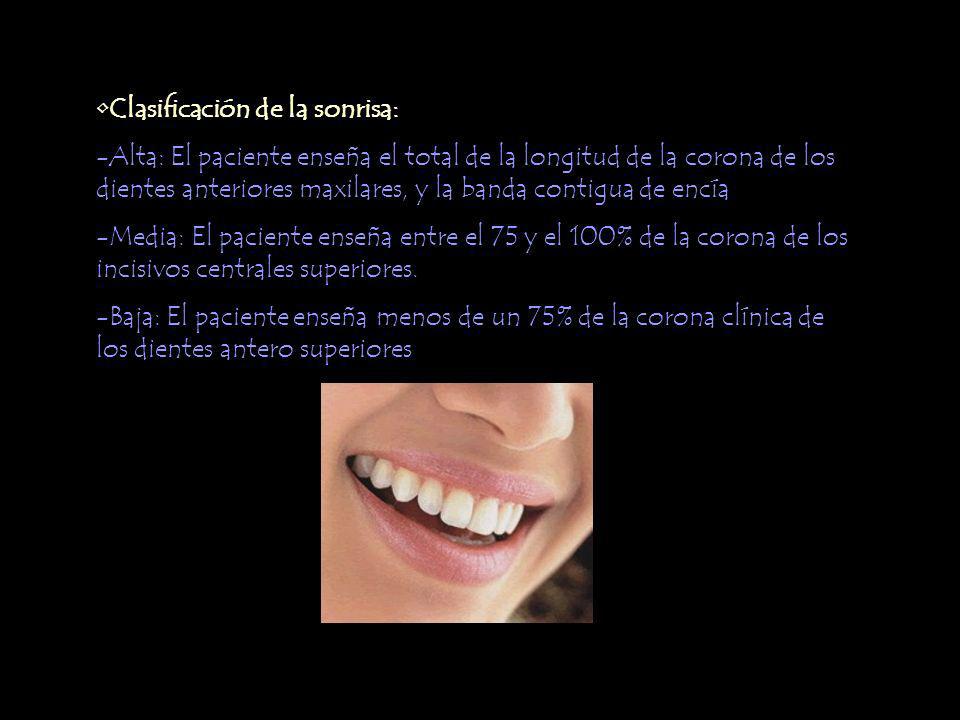 •Clasificación de la sonrisa:
-Alta: El paciente enseña el total de la longitud de la corona de los
dientes anteriores maxilares, y la banda contigua de encía
-Media: El paciente enseña entre el 75 y el 100% de la corona de los
incisivos centrales superiores.
-Baja: El paciente enseña menos de un 75% de la corona clínica de
los dientes antero superiores